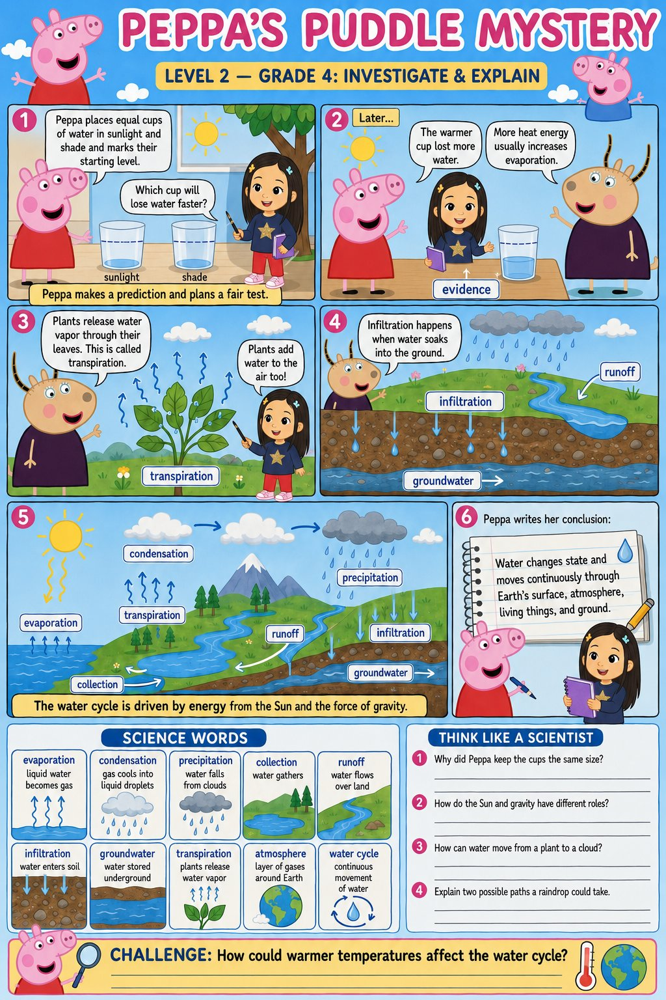 PEPPA'S PUDDLE MYSTERY
LEVEL 2 — GRADE 4: INVESTIGATE & EXPLAIN
1
Peppa places equal cups
of water in sunlight and
shade and marks their
starting level.
Which cup will
lose water faster?
sunlight
shade
Peppa makes a prediction and plans a fair test.
2
Later...
The warmer
cup lost more
water.
More heat energy
usually increases
evaporation.
evidence
3
Plants release water
vapor through their
leaves. This is called
transpiration.
Plants add
water to the
air too!
transpiration
4
Infiltration happens
when water soaks
into the ground.
runoff
infiltration
groundwater
5
condensation
precipitation
evaporation
transpiration
runoff
infiltration
groundwater
collection
The water cycle is driven by energy from the Sun and the force of gravity.
6
Peppa writes her conclusion:
Water changes state and
moves continuously through
Earth's surface, atmosphere,
living things, and ground.
SCIENCE WORDS
evaporation
liquid water
becomes gas
condensation
gas cools into
liquid droplets
precipitation
water falls
from clouds
collection
water gathers
runoff
water flows
over land
infiltration
water enters soil
groundwater
water stored
underground
transpiration
plants release
water vapor
atmosphere
layer of gases
around Earth
water cycle
continuous
movement
of water
THINK LIKE A SCIENTIST
1 Why did Peppa keep the cups the same size?
2 How do the Sun and gravity have different roles?
3 How can water move from a plant to a cloud?
4 Explain two possible paths a raindrop could take.
CHALLENGE: How could warmer temperatures affect the water cycle?